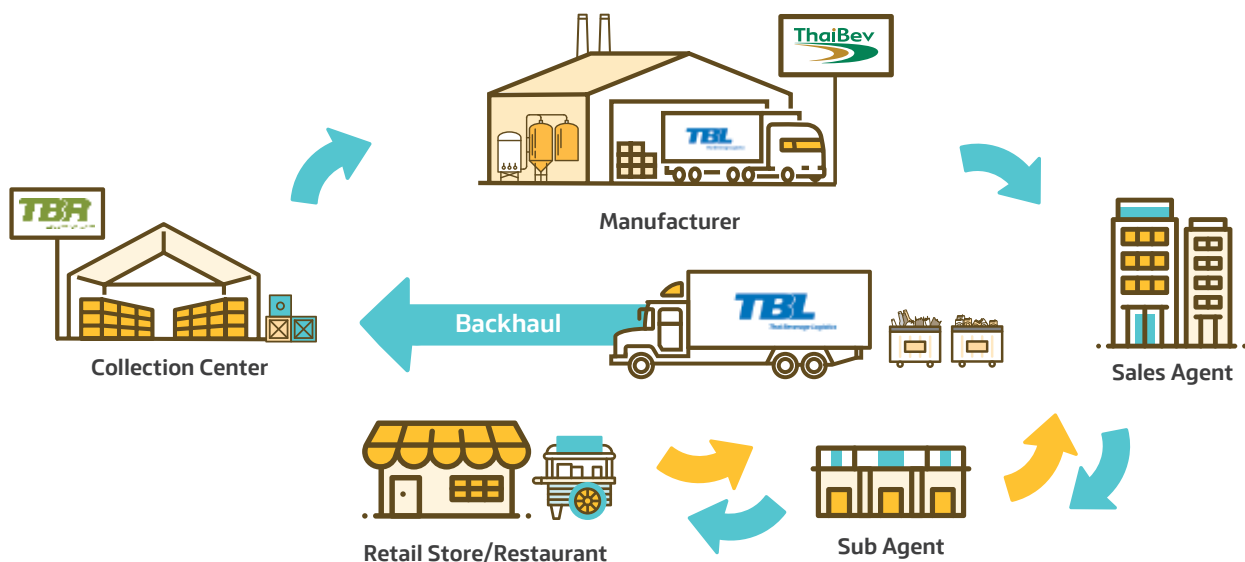 ThaiBev
TBL
Manufacturer
TBR
Collection Center
Backhaul
TBL
Thai Beverage Logistics
Sales Agent
Retail Store/Restaurant
Sub Agent